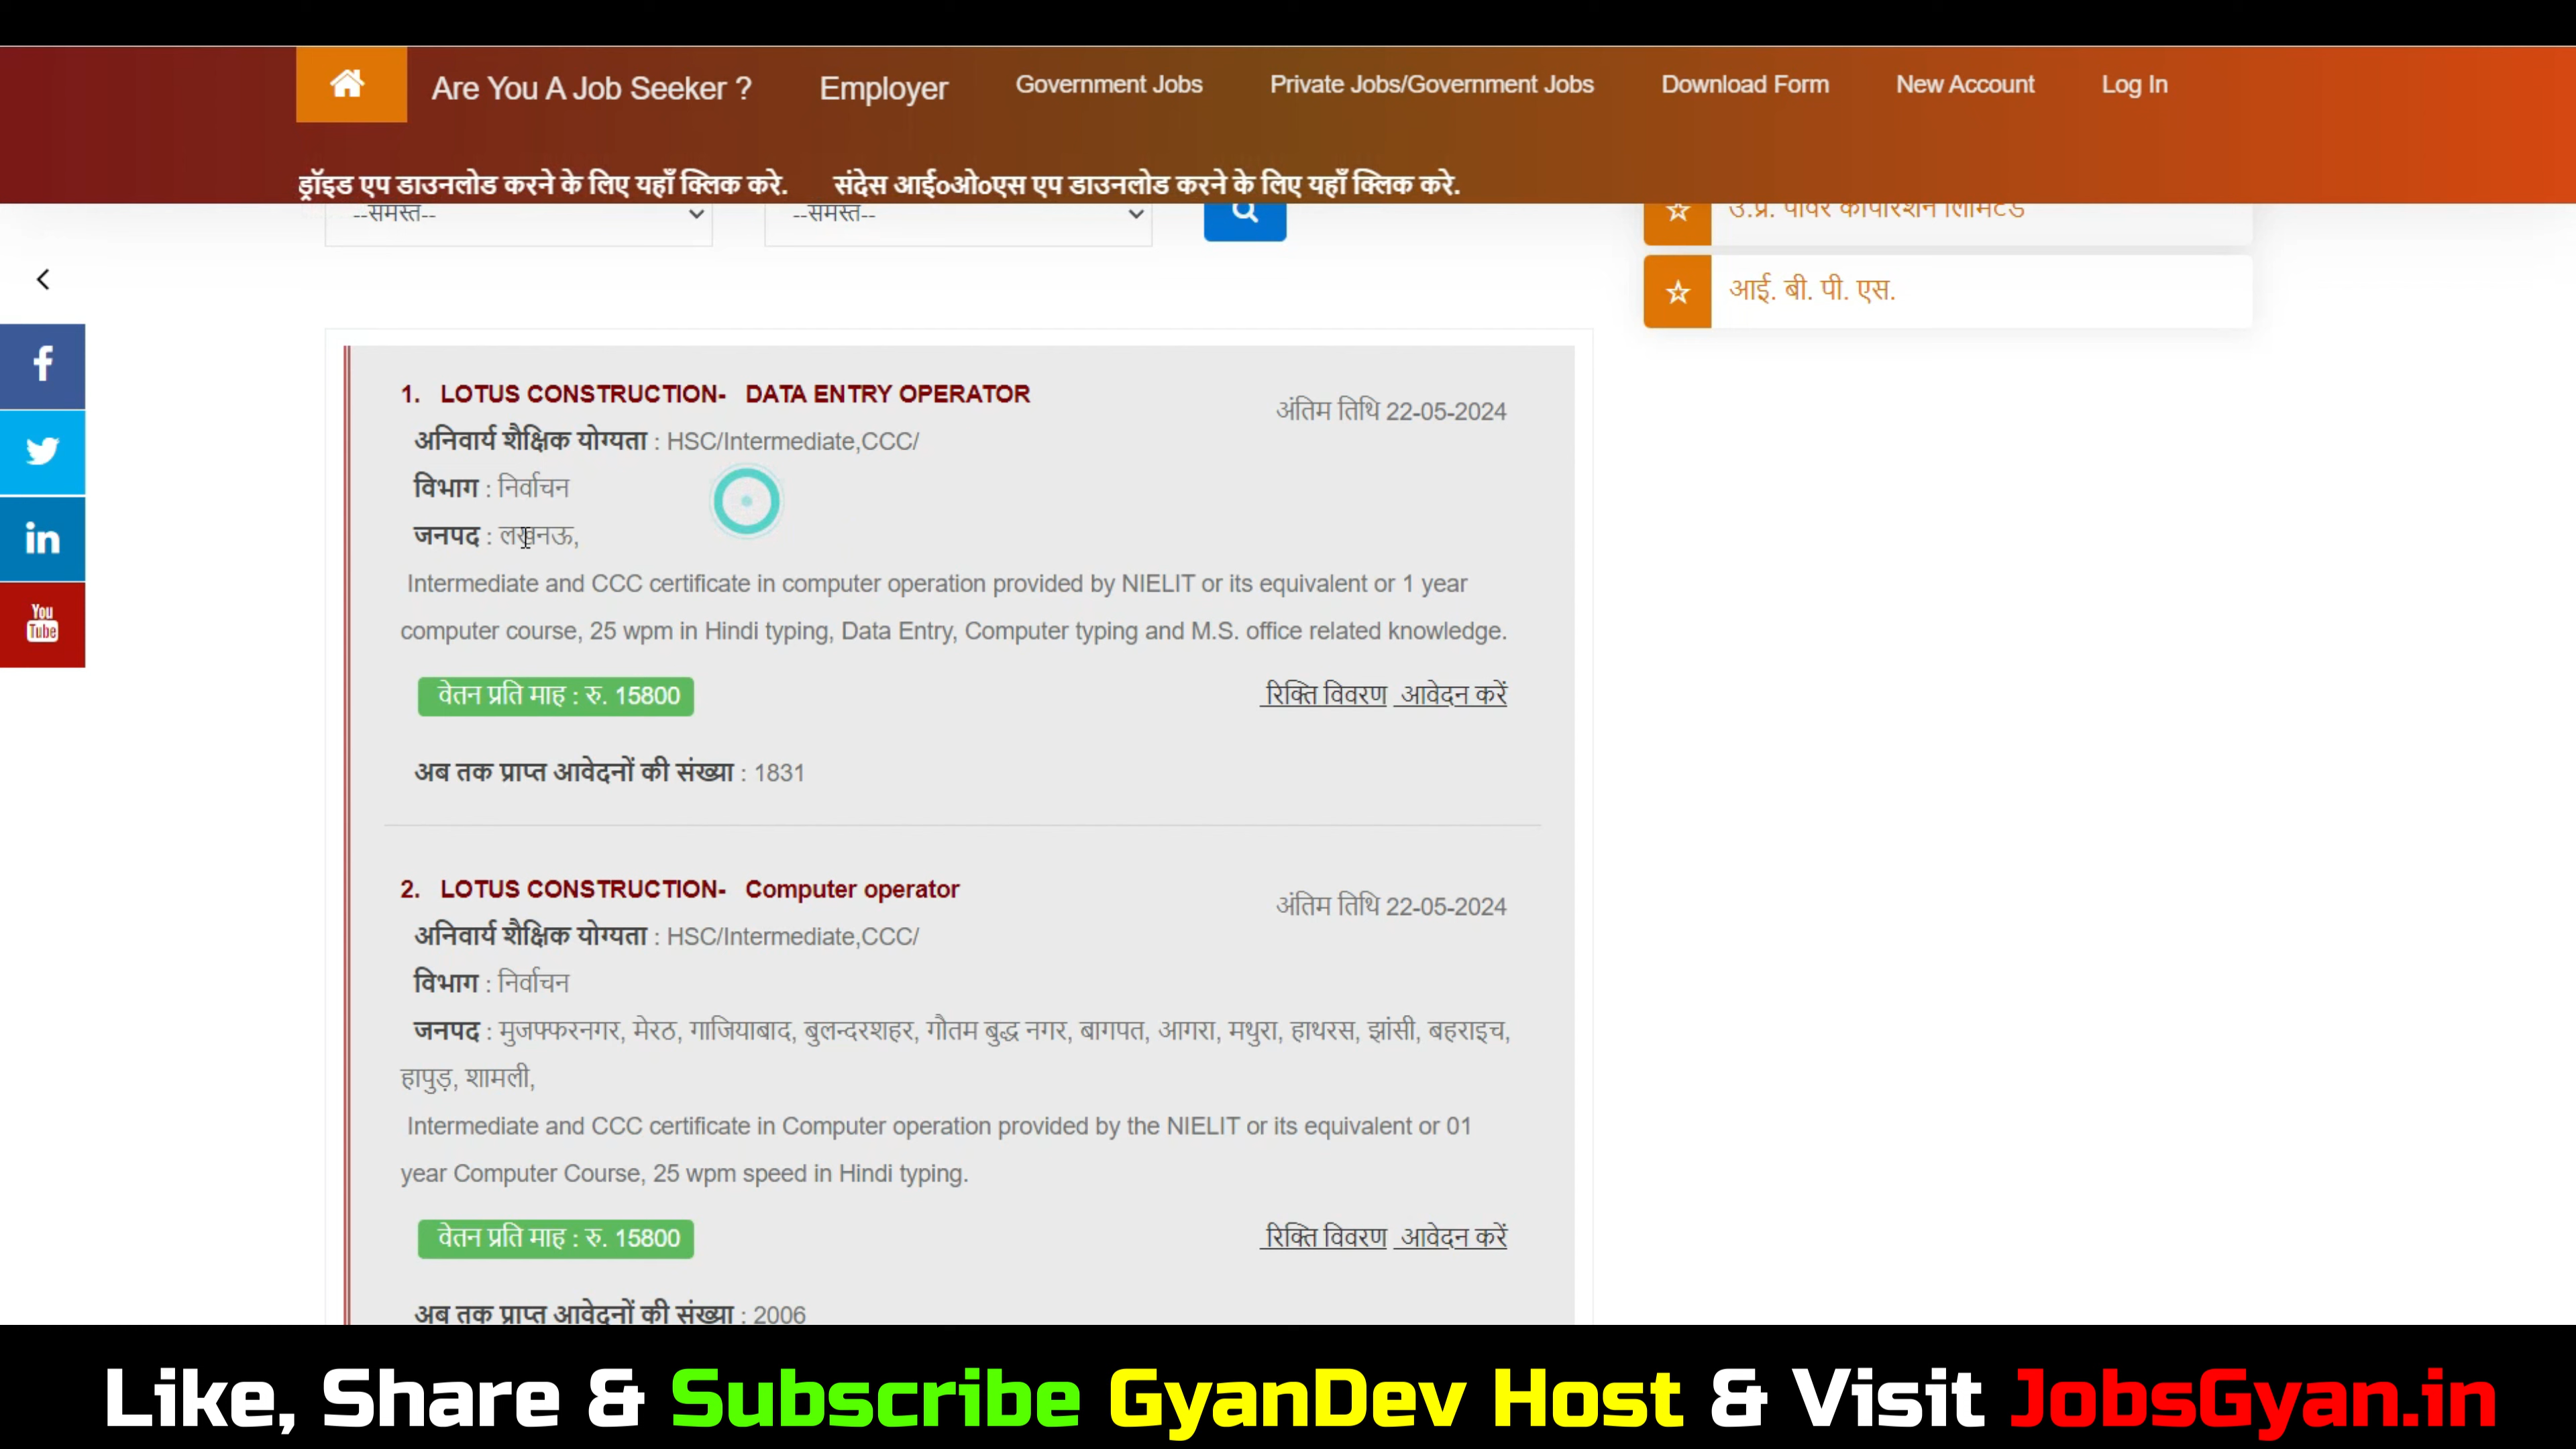 Are You A Job Seeker ? Employer Government Jobs Private Jobs/Government Jobs Download Form New Account Log In
ड्रॉइड एप डाउनलोड करने के लिए यहाँ क्लिक करे. संदेस आई०ओ०एस एप डाउनलोड करने के लिए यहाँ क्लिक करे.
--समस्त-- --समस्त--
उ.प्र. पावर कॉर्पोरेशन लिमिटेड
आई. बी. पी. एस.
1. LOTUS CONSTRUCTION- DATA ENTRY OPERATOR
अंतिम तिथि 22-05-2024
अनिवार्य शैक्षिक योग्यता : HSC/Intermediate,CCC/
विभाग : निर्वाचन
जनपद : लखनऊ,
Intermediate and CCC certificate in computer operation provided by NIELIT or its equivalent or 1 year
computer course, 25 wpm in Hindi typing, Data Entry, Computer typing and M.S. office related knowledge.
वेतन प्रति माह : रु. 15800
रिक्ति विवरण आवेदन करें
अब तक प्राप्त आवेदनों की संख्या : 1831
2. LOTUS CONSTRUCTION- Computer operator
अंतिम तिथि 22-05-2024
अनिवार्य शैक्षिक योग्यता : HSC/Intermediate,CCC/
विभाग : निर्वाचन
जनपद : मुजफ्फरनगर, मेरठ, गाजियाबाद, बुलन्दरशहर, गौतम बुद्ध नगर, बागपत, आगरा, मथुरा, हाथरस, झांसी, बहराइच,
हापुड़, शामली,
Intermediate and CCC certificate in Computer operation provided by the NIELIT or its equivalent or 01
year Computer Course, 25 wpm speed in Hindi typing.
वेतन प्रति माह : रु. 15800
रिक्ति विवरण आवेदन करें
अब तक प्राप्त आवेदनों की संख्या : 2006
You
Tube
Like, Share & Subscribe GyanDev Host & Visit JobsGyan.in